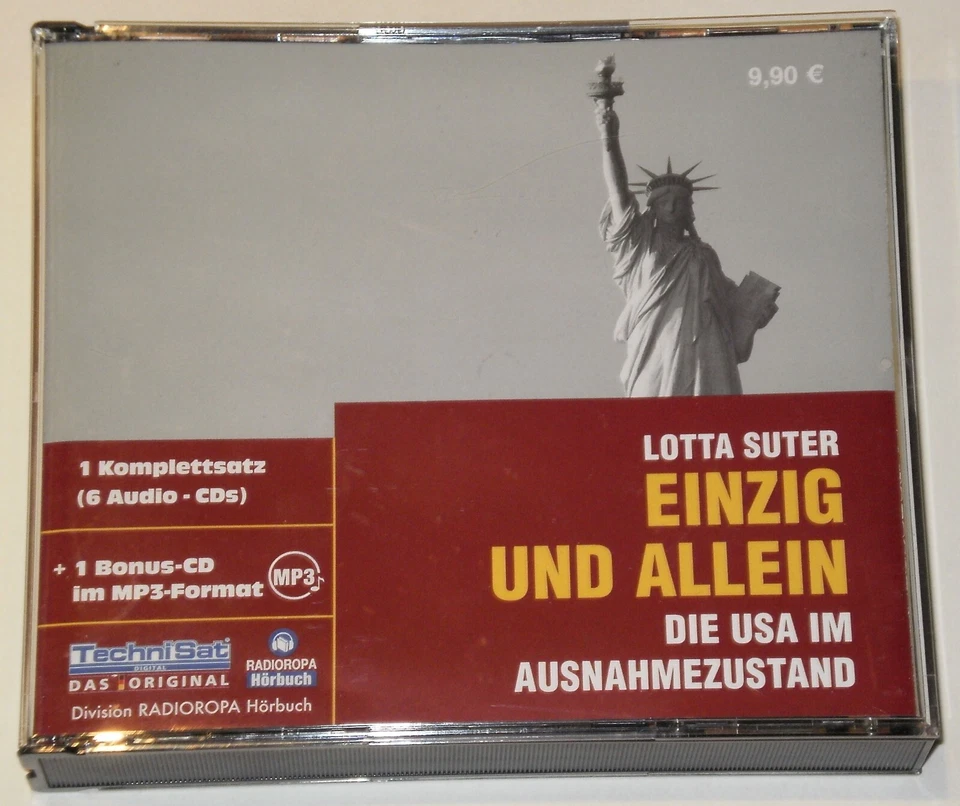 9,90 €
LOTTA SUTER
EINZIG
UND ALLEIN
DIE USA IM
AUSNAHMEZUSTAND
1 Komplettsatz
(6 Audio - CDs)
+ 1 Bonus-CD
im MP3-Format
MP3
TechniSat
DIGITAL
DAS ORIGINAL
RADIOROPA
Hörbuch
Division RADIOROPA Hörbuch